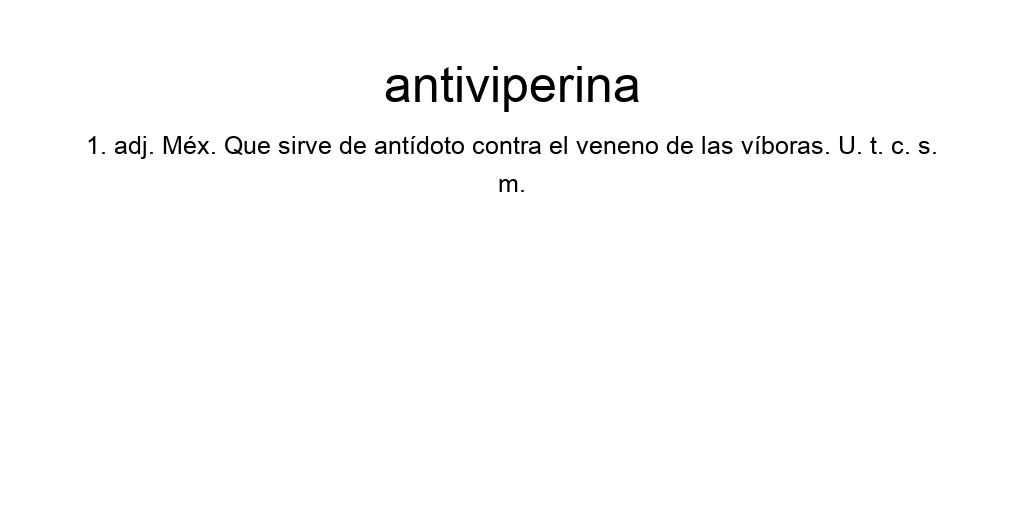 antiviperina
1. adj. Méx. Que sirve de antídoto contra el veneno de las víboras. U. t. c. s.
m.